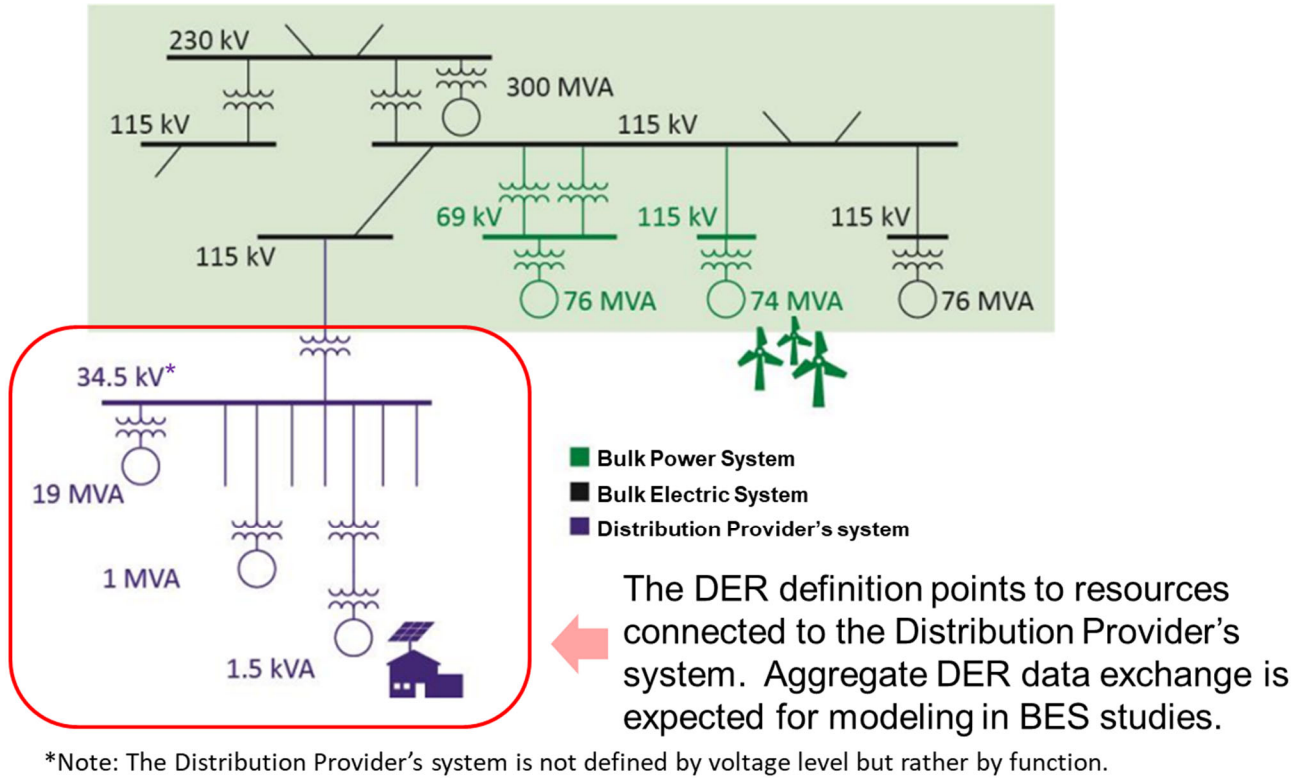 230 kV
300 MVA
115 kV
115 kV
69 kV
115 kV
115 kV
115 kV
76 MVA
74 MVA
76 MVA
34.5 kV*
19 MVA
1 MVA
1.5 kVA
Bulk Power System
Bulk Electric System
Distribution Provider's system
The DER definition points to resources
connected to the Distribution Provider's
system. Aggregate DER data exchange is
expected for modeling in BES studies.
*Note: The Distribution Provider's system is not defined by voltage level but rather by function.